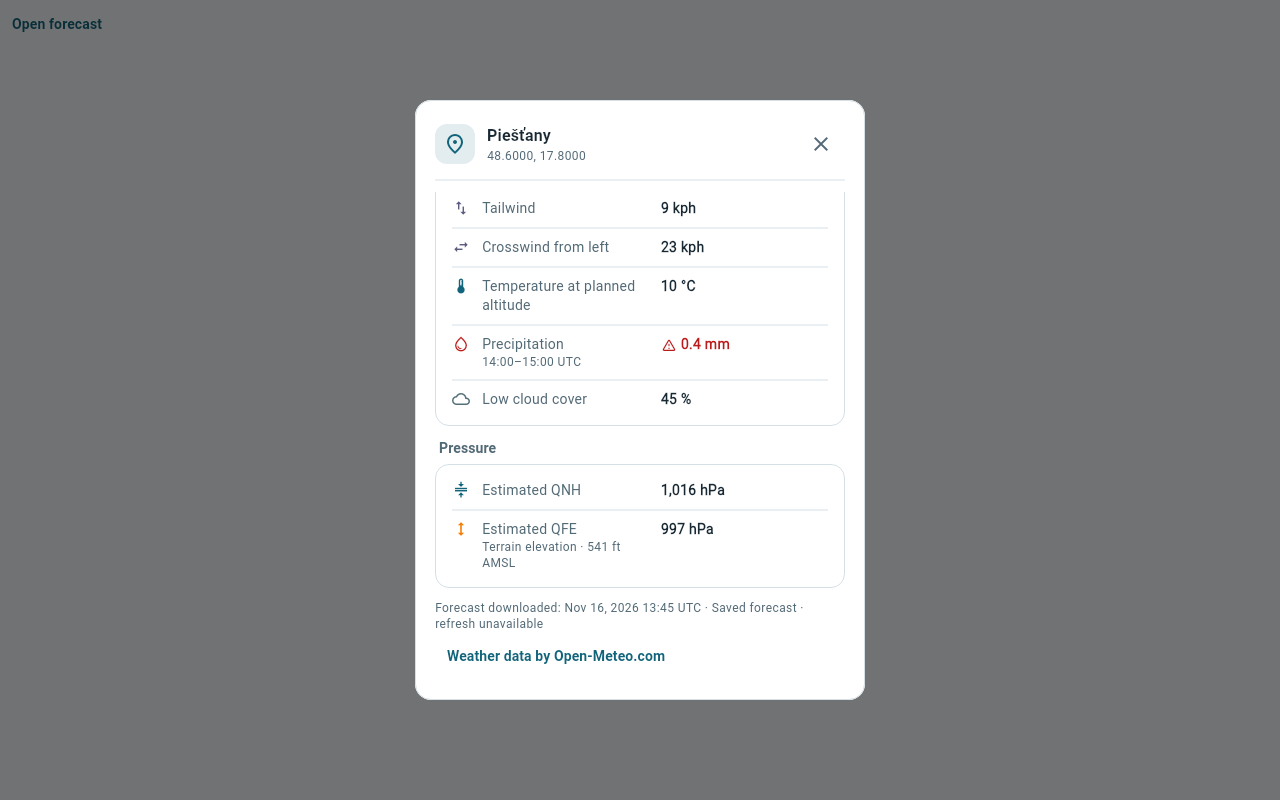 Open forecast
Piešťany
48.6000, 17.8000
Tailwind 9 kph
Crosswind from left 23 kph
Temperature at planned 10 °C
altitude
Precipitation 0.4 mm
14:00–15:00 UTC
Low cloud cover 45 %
Pressure
Estimated QNH 1,016 hPa
Estimated QFE 997 hPa
Terrain elevation · 541 ft
AMSL
Forecast downloaded: Nov 16, 2026 13:45 UTC · Saved forecast ·
refresh unavailable
Weather data by Open-Meteo.com